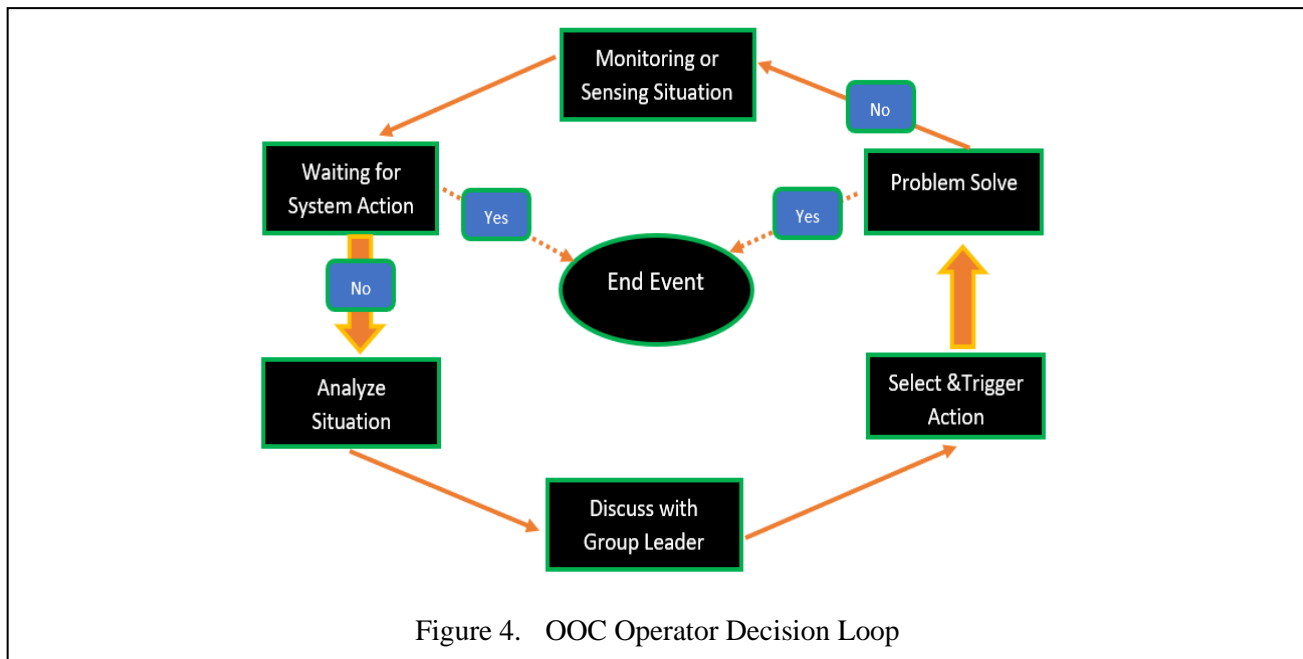 Monitoring or
Sensing Situation
No
Waiting for
System Action
Problem Solve
Yes
Yes
End Event
No
Analyze
Situation
Select &Trigger
Action
Discuss with
Group Leader
Figure 4. OOC Operator Decision Loop